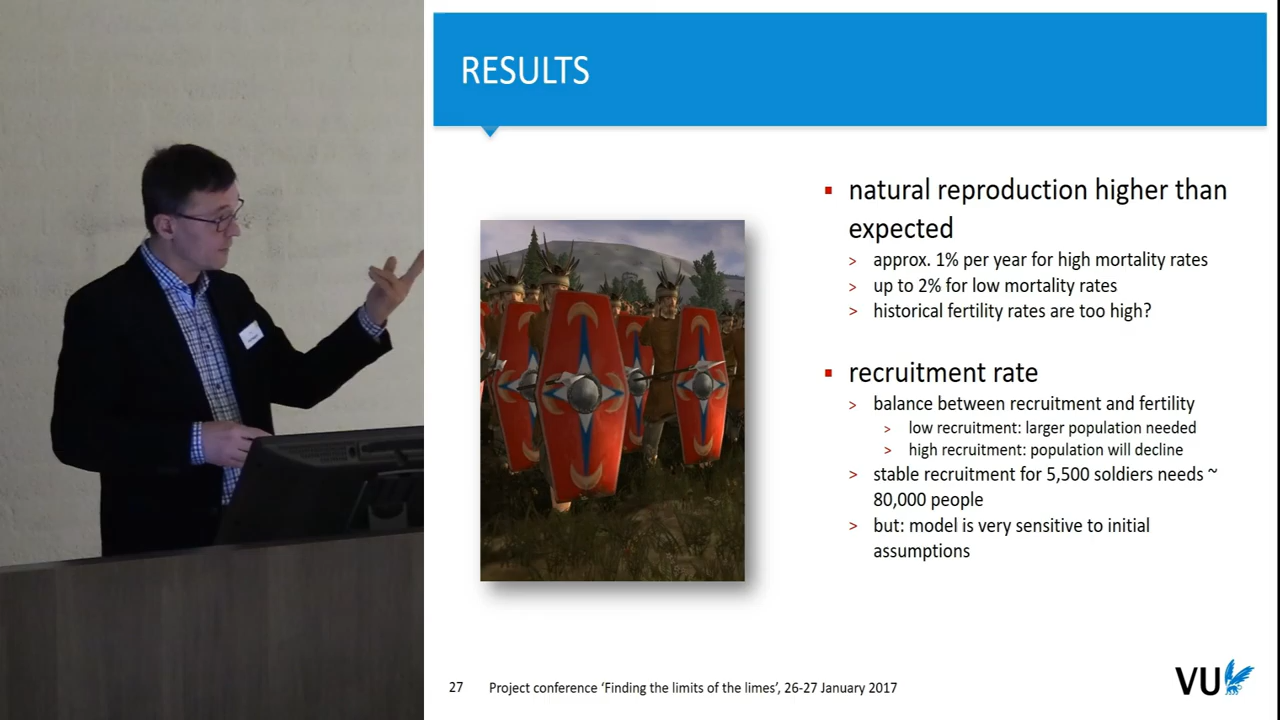 RESULTS
▪ natural reproduction higher than
expected
> approx. 1% per year for high mortality rates
> up to 2% for low mortality rates
> historical fertility rates are too high?
▪ recruitment rate
> balance between recruitment and fertility
> low recruitment: larger population needed
> high recruitment: population will decline
> stable recruitment for 5,500 soldiers needs ~
80,000 people
> but: model is very sensitive to initial
assumptions
27 Project conference ‘Finding the limits of the limes’, 26-27 January 2017
VU